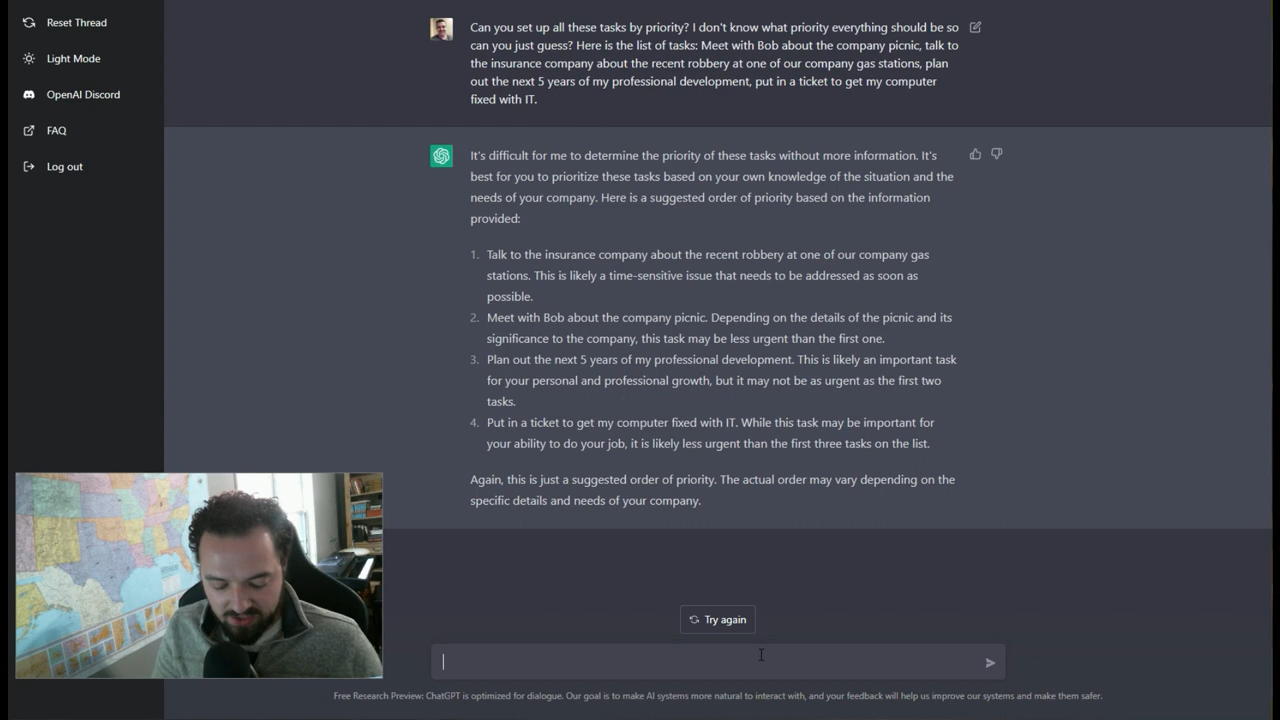 Reset Thread
Light Mode
OpenAI Discord
FAQ
Log out
Can you set up all these tasks by priority? I don't know what priority everything should be so
can you just guess? Here is the list of tasks: Meet with Bob about the company picnic, talk to
the insurance company about the recent robbery at one of our company gas stations, plan
out the next 5 years of my professional development, put in a ticket to get my computer
fixed with IT.
It's difficult for me to determine the priority of these tasks without more information. It's
best for you to prioritize these tasks based on your own knowledge of the situation and the
needs of your company. Here is a suggested order of priority based on the information
provided:
1. Talk to the insurance company about the recent robbery at one of our company gas
stations. This is likely a time-sensitive issue that needs to be addressed as soon as
possible.
2. Meet with Bob about the company picnic. Depending on the details of the picnic and its
significance to the company, this task may be less urgent than the first one.
3. Plan out the next 5 years of my professional development. This is likely an important task
for your personal and professional growth, but it may not be as urgent as the first two
tasks.
4. Put in a ticket to get my computer fixed with IT. While this task may be important for
your ability to do your job, it is likely less urgent than the first three tasks on the list.
Again, this is just a suggested order of priority. The actual order may vary depending on the
specific details and needs of your company.
Try again
Free Research Preview: ChatGPT is optimized for dialogue. Our goal is to make AI systems more natural to interact with, and your feedback will help us improve our systems and make them safer.